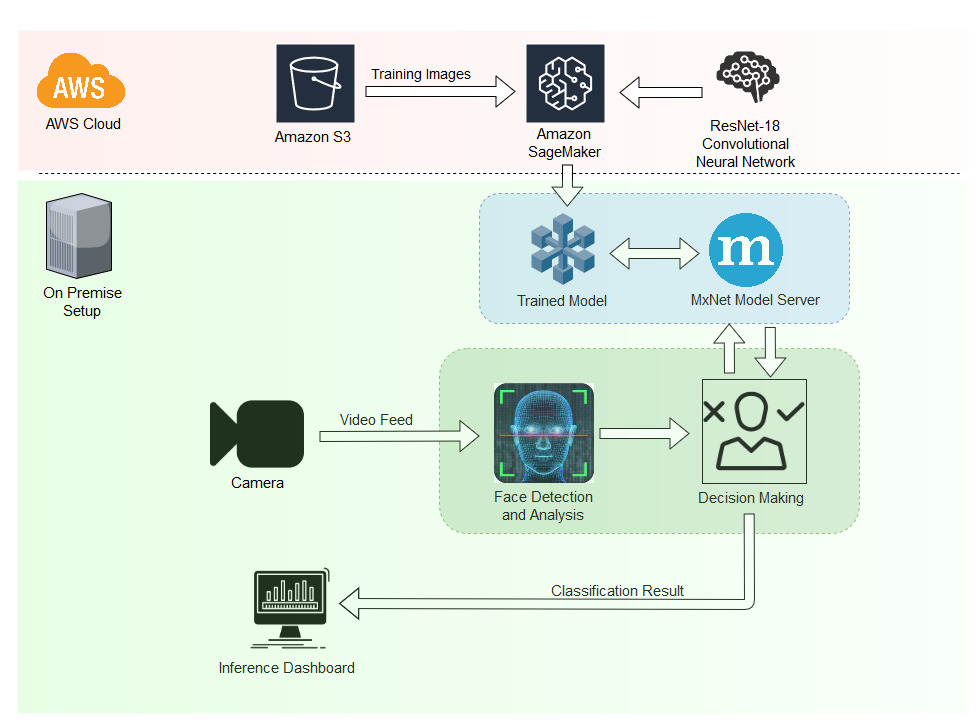 AWS
AWS Cloud
Amazon S3
Training Images
Amazon
SageMaker
ResNet-18
Convolutional
Neural Network
On Premise
Setup
Trained Model
m
MxNet Model Server
Camera
Video Feed
Face Detection
and Analysis
Decision Making
Classification Result
Inference Dashboard